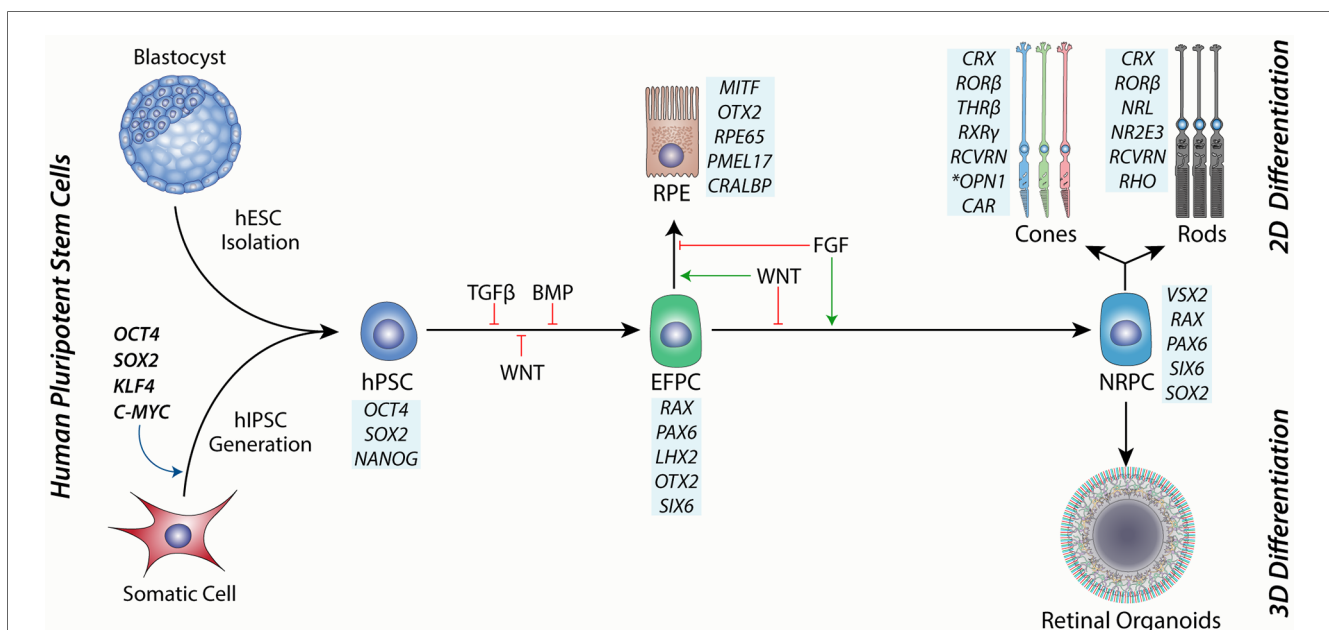 Human Pluripotent Stem Cells
Blastocyst
hESC
Isolation
OCT4
SOX2
KLF4
C-MYC
hIPSC
Generation
Somatic Cell
hPSC
OCT4
SOX2
NANOG
TGFβ
BMP
WNT
RPE
MITF
OTX2
RPE65
PMEL17
CRALBP
FGF
WNT
EFPC
RAX
PAX6
LHX2
OTX2
SIX6
CRX
RORβ
THRβ
RXRγ
RCVRN
*OPN1
CAR
Cones
CRX
RORβ
NRL
NR2E3
RCVRN
RHO
Rods
NRPC
VSX2
RAX
PAX6
SIX6
SOX2
Retinal Organoids
2D Differentiation
3D Differentiation